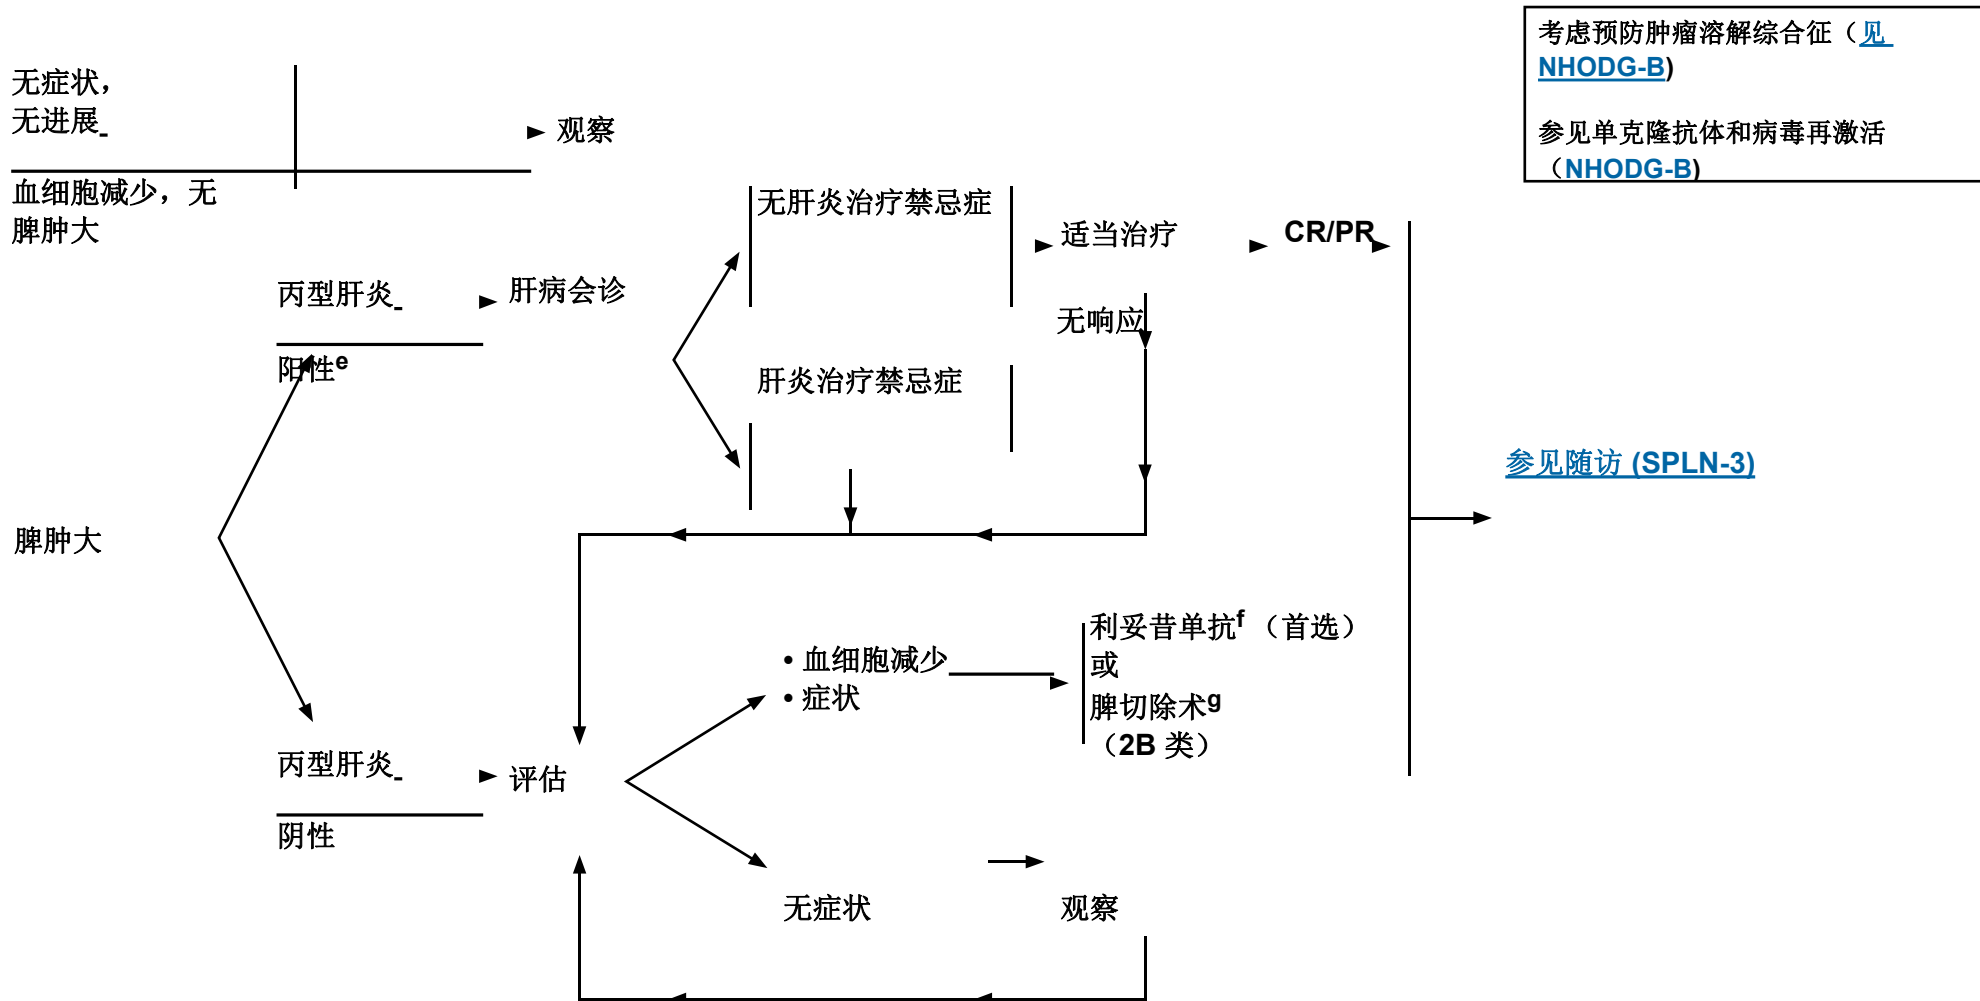 考虑预防肿瘤溶解综合征（见
NHODG-B)
参见单克隆抗体和病毒再激活
（NHODG-B)
无症状，
无进展
观察
血细胞减少，无
脾肿大
无肝炎治疗禁忌症
适当治疗
CR/PR
丙型肝炎
阳性e
肝病会诊
无响应
肝炎治疗禁忌症
参见随访 (SPLN-3)
脾肿大
• 血细胞减少
• 症状
利妥昔单抗f （首选）
或
脾切除术g
（2B 类）
丙型肝炎
阴性
评估
无症状
观察